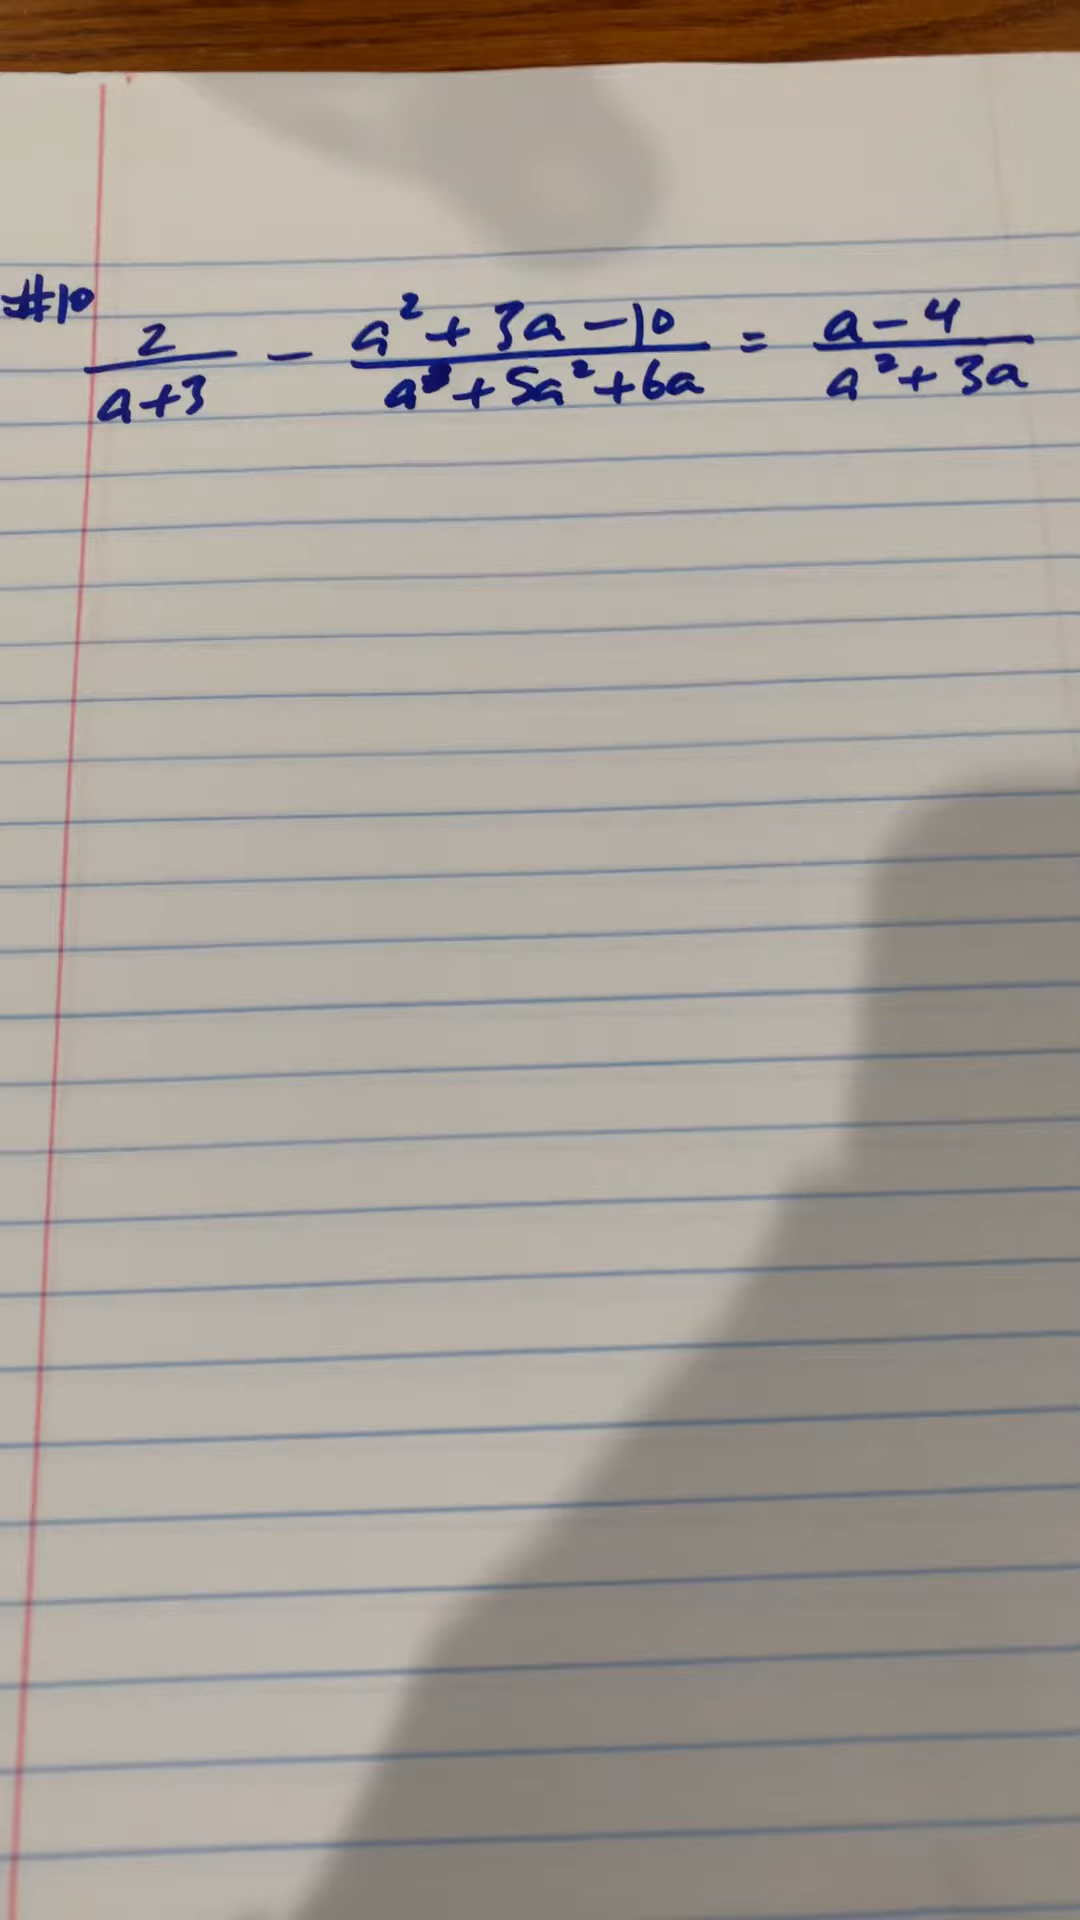 #10
2/(a+3) - (a² + 3a - 10)/(a³ + 5a² + 6a) = (a - 4)/(a² + 3a)